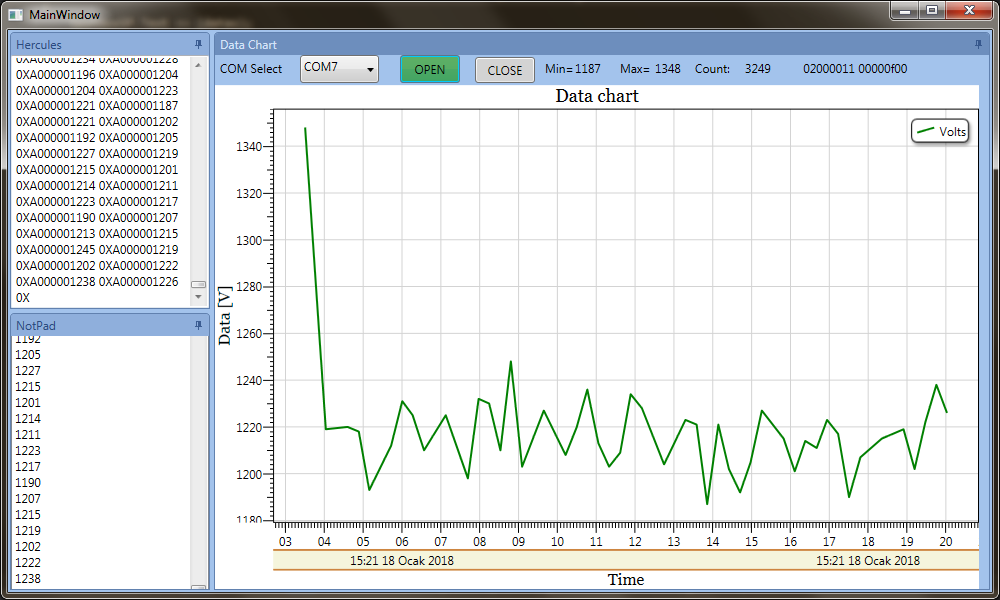 MainWindow
Hercules
0XA000001234 0XA000001228
0XA000001196 0XA000001204
0XA000001204 0XA000001223
0XA000001221 0XA000001187
0XA000001221 0XA000001202
0XA000001192 0XA000001205
0XA000001227 0XA000001219
0XA000001215 0XA000001201
0XA000001214 0XA000001211
0XA000001223 0XA000001217
0XA000001190 0XA000001207
0XA000001213 0XA000001215
0XA000001245 0XA000001219
0XA000001202 0XA000001222
0XA000001238 0XA000001226
0X
NotPad
1192
1205
1227
1215
1201
1214
1211
1223
1217
1190
1207
1215
1219
1202
1222
1238
Data Chart
COM Select COM7 OPEN CLOSE Min= 1187 Max= 1348 Count: 3249 02000011 00000f00
Data chart
Volts
Data [V]
1340
1320
1300
1280
1260
1240
1220
1200
1180
03 04 05 06 07 08 09 10 11 12 13 14 15 16 17 18 19 20
15:21 18 Ocak 2018 15:21 18 Ocak 2018
Time